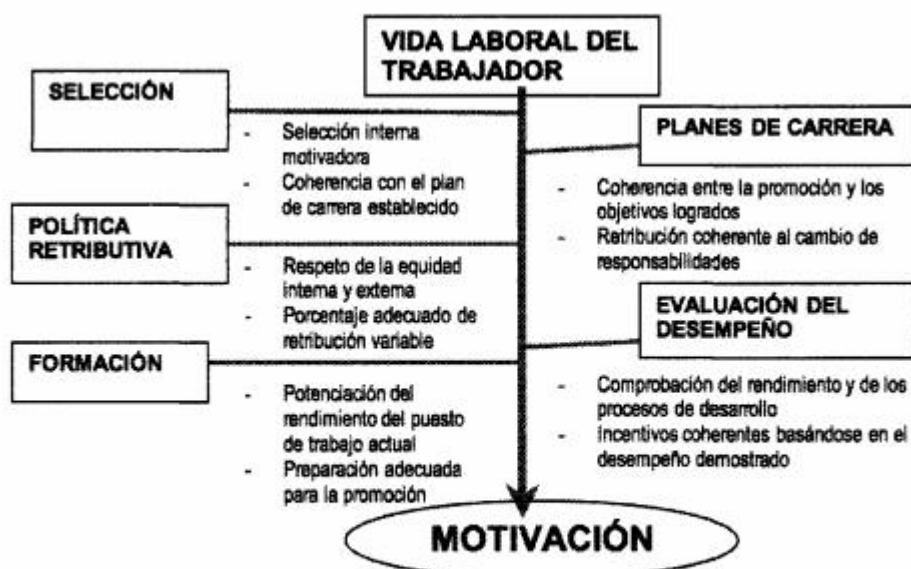 VIDA LABORAL DEL
TRABAJADOR
SELECCIÓN
- Selección interna
motivadora
- Coherencia con el plan
de carrera establecido
PLANES DE CARRERA
- Coherencia entre la promoción y los
objetivos logrados
- Retribución coherente al cambio de
responsabilidades
POLÍTICA
RETRIBUTIVA
- Respeto de la equidad
interna y externa
- Porcentaje adecuado de
retribución variable
EVALUACIÓN DEL
DESEMPEÑO
- Comprobación del rendimiento y de los
procesos de desarrollo
- Incentivos coherentes basándose en el
desempeño demostrado
FORMACIÓN
- Potenciación del
rendimiento del puesto
de trabajo actual
- Preparación adecuada
para la promoción
MOTIVACIÓN